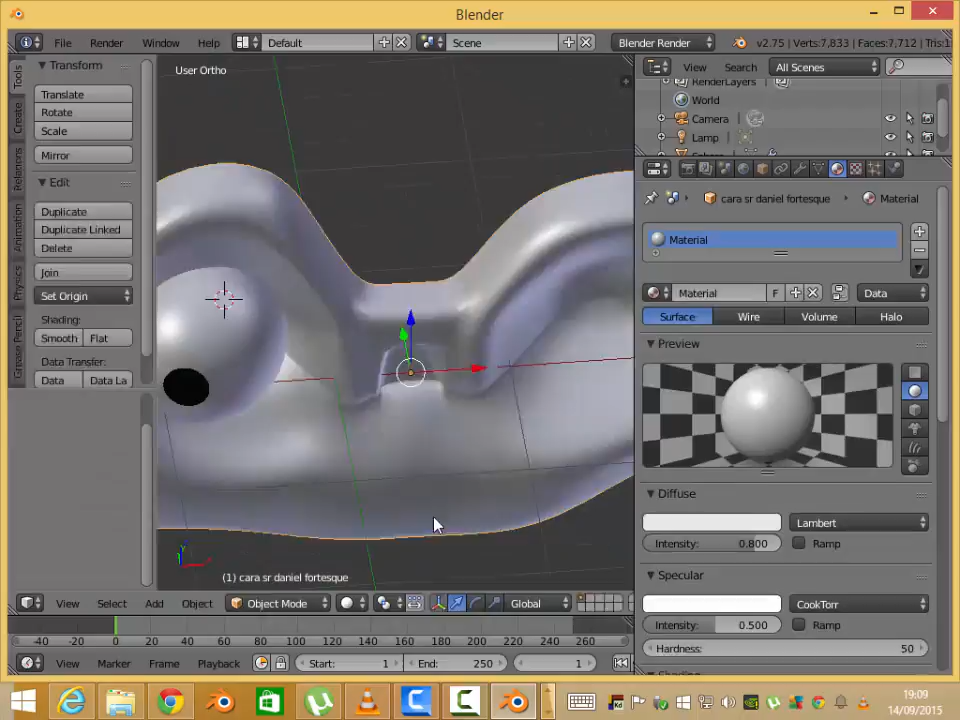 Blender
File Render Window Help Default Scene Blender Render v2.75 | Verts:7,833 | Faces:7,712 | Tris:1
Transform
Translate
Rotate
Scale
Mirror
Edit
Duplicate
Duplicate Linked
Delete
Join
Set Origin
Shading:
Smooth Flat
Data Transfer:
Data Data La
Tools
Create
Relations
Animation
Physics
Grease Pencil
User Ortho
(1) cara sr daniel fortesque
View Search All Scenes
RenderLayers
World
Camera
Lamp
cara sr daniel fortesque Material
Material
Material F Data
Surface Wire Volume Halo
Preview
Diffuse
Lambert
Intensity: 0.800 Ramp
Specular
CookTorr
Intensity: 0.500 Ramp
Hardness: 50
View Select Add Object Object Mode Global
-40 -20 0 20 40 60 80 100 120 140 160 180 200 220 240 260
View Marker Frame Playback Start: 1 End: 250 1
19:09
14/09/2015